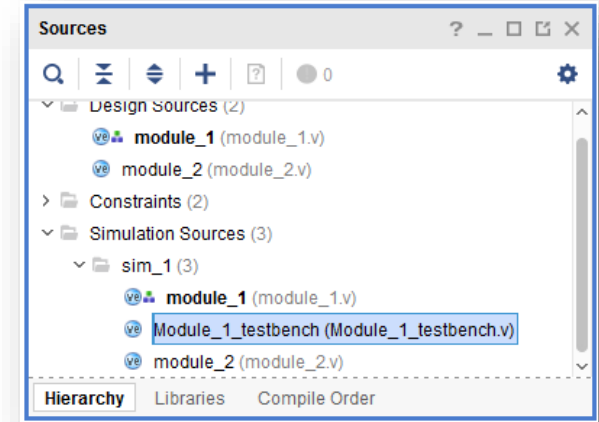 Sources
0
Design Sources (2)
module_1 (module_1.v)
module_2 (module_2.v)
Constraints (2)
Simulation Sources (3)
sim_1 (3)
module_1 (module_1.v)
Module_1_testbench (Module_1_testbench.v)
module_2 (module_2.v)
Hierarchy Libraries Compile Order